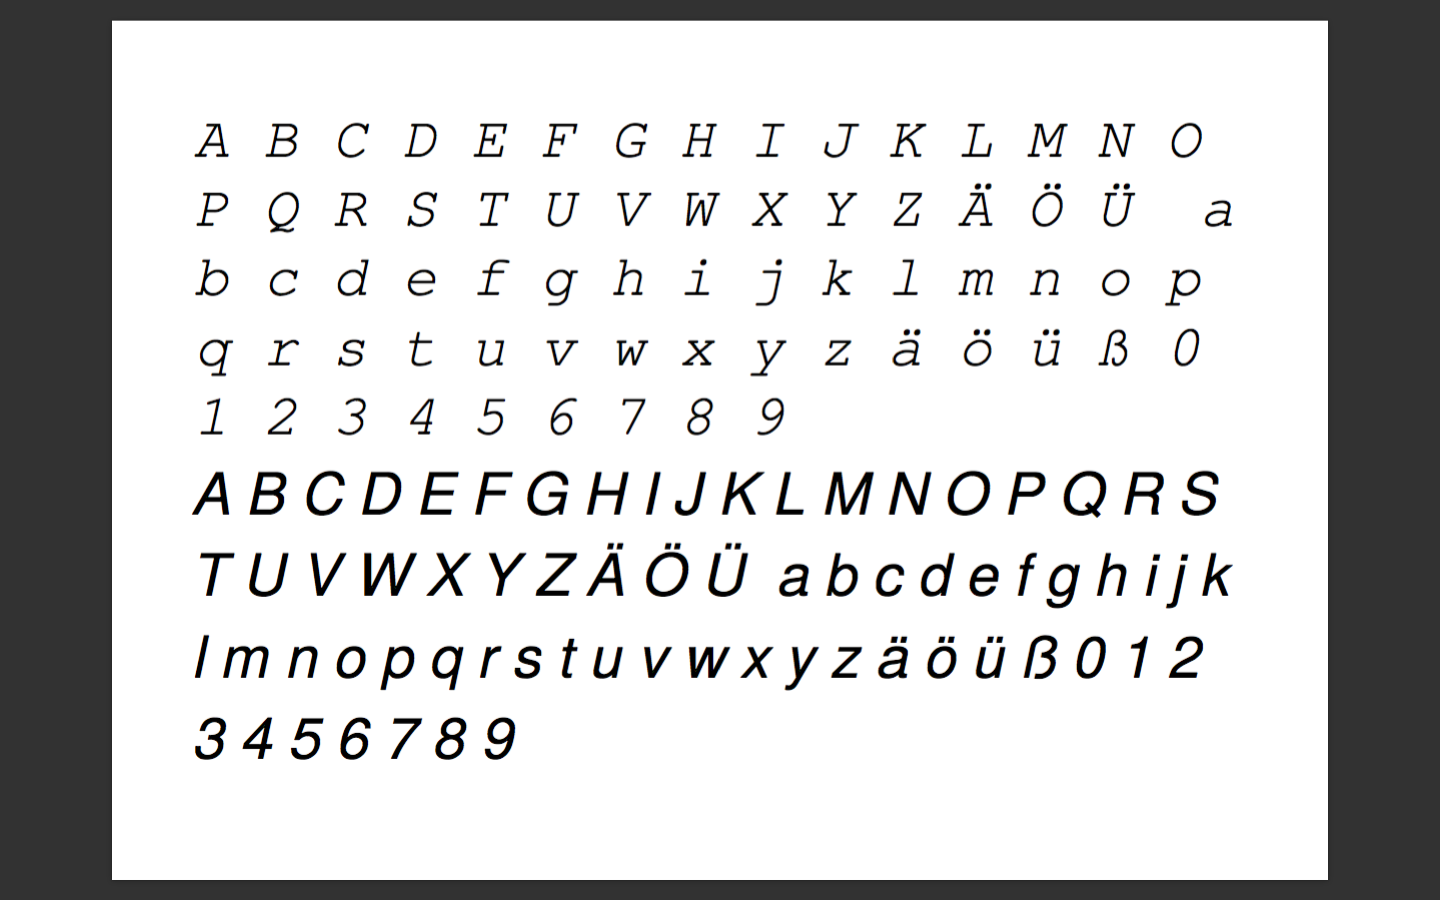 A B C D E F G H I J K L M N O
P Q R S T U V W X Y Z Ä Ö Ü a
b c d e f g h i j k l m n o p
q r s t u v w x y z ä ö ü ß 0
1 2 3 4 5 6 7 8 9
A B C D E F G H I J K L M N O P Q R S
T U V W X Y Z Ä Ö Ü a b c d e f g h i j k
l m n o p q r s t u v w x y z ä ö ü ß 0 1 2
3 4 5 6 7 8 9